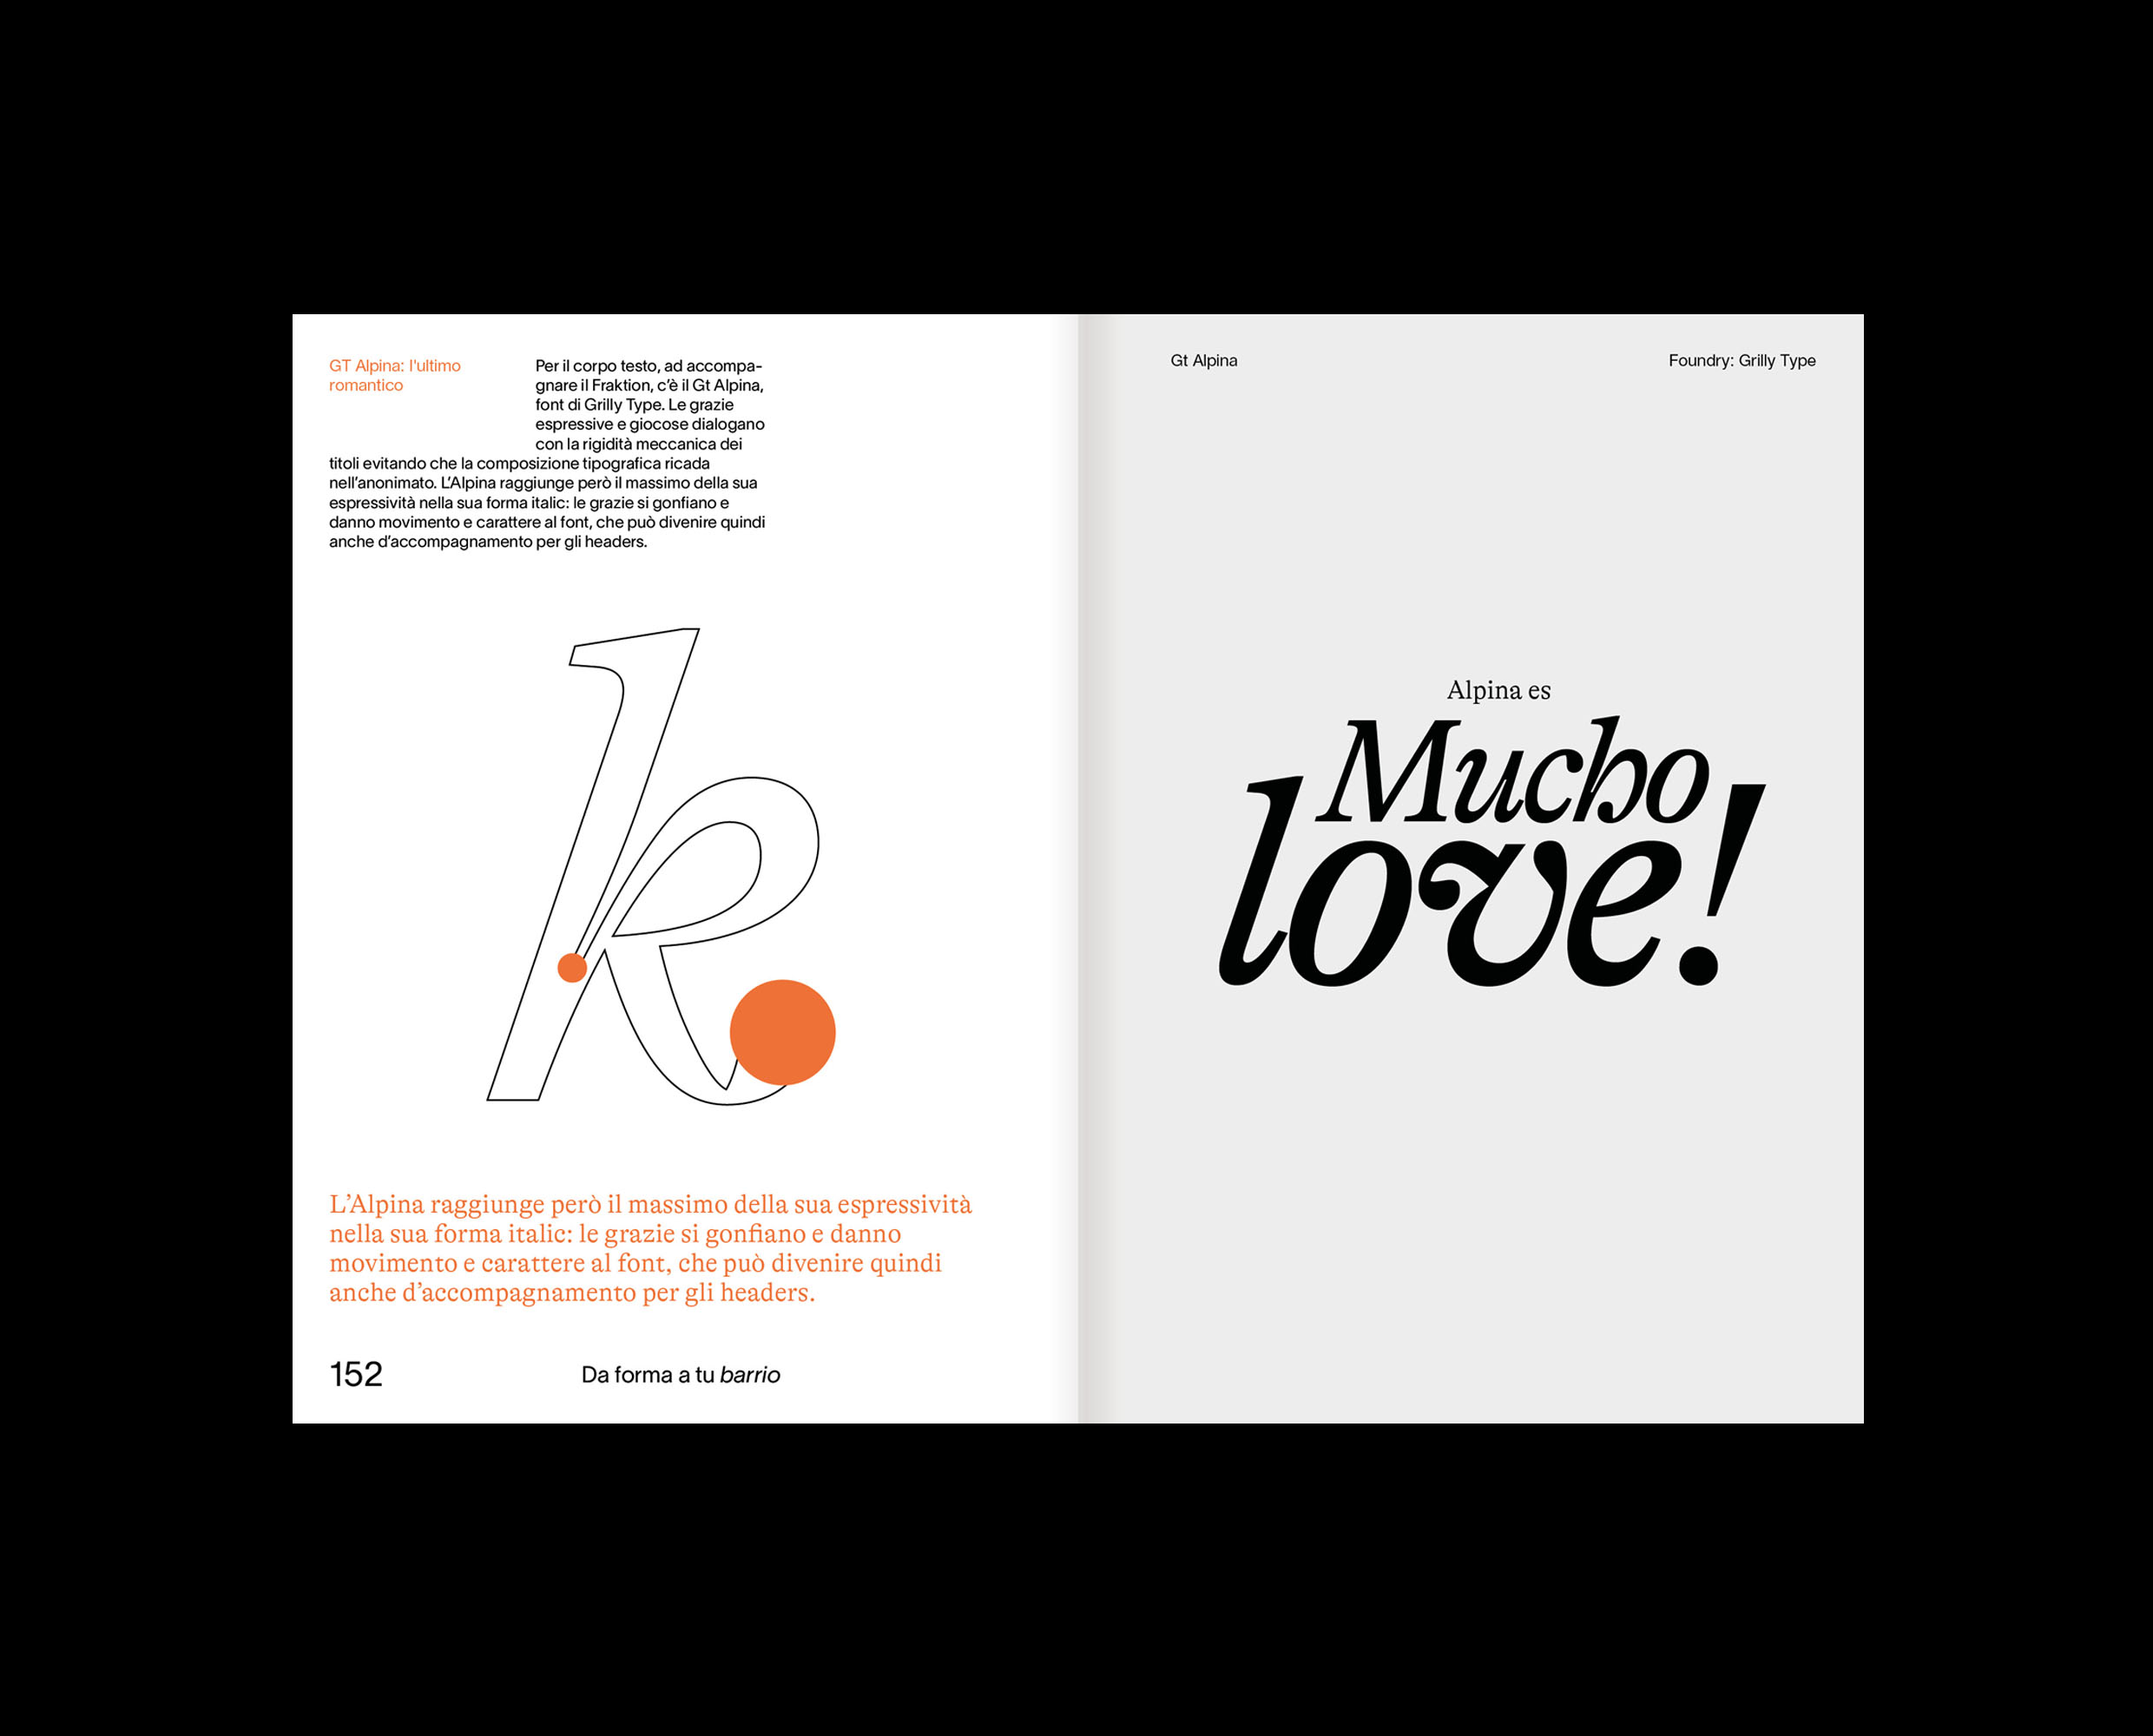 GT Alpina: l'ultimo
romantico
Per il corpo testo, ad accompa-
gnare il Fraktion, c'è il Gt Alpina,
font di Grilly Type. Le grazie
espressive e giocose dialogano
con la rigidità meccanica dei
titoli evitando che la composizione tipografica ricada
nell'anonimato. L'Alpina raggiunge però il massimo della sua
espressività nella sua forma italic: le grazie si gonfiano e
danno movimento e carattere al font, che può divenire quindi
anche d'accompagnamento per gli headers.
k
L’Alpina raggiunge però il massimo della sua espressività
nella sua forma italic: le grazie si gonfiano e danno
movimento e carattere al font, che può divenire quindi
anche d’accompagnamento per gli headers.
152
Da forma a tu barrio
Gt Alpina
Foundry: Grilly Type
Alpina es
Mucho
love!